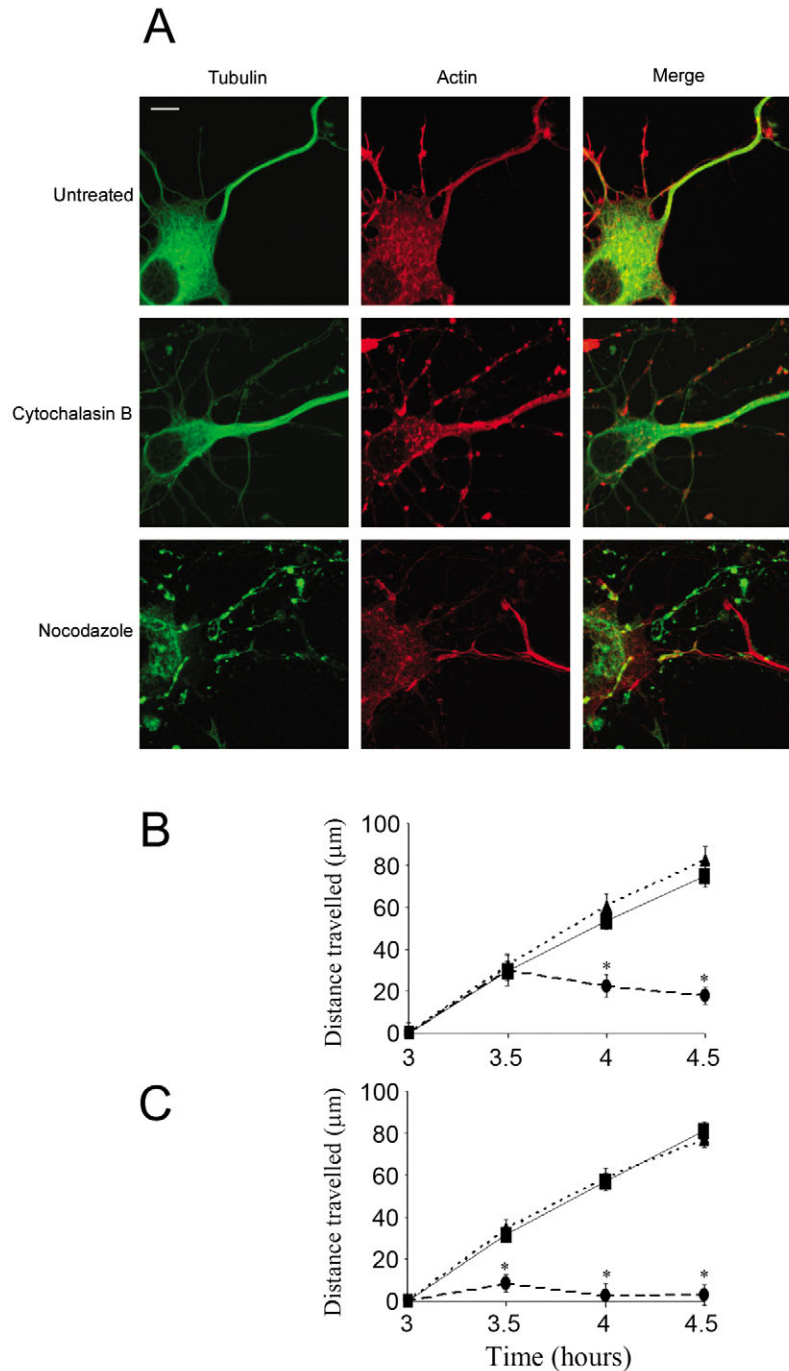 A
Tubulin Actin Merge
Untreated
Cytochalasin B
Nocodazole
B
Distance travelled (µm)
100
80
60
40
20
0
* *
3 3.5 4 4.5
C
Distance travelled (µm)
100
80
60
40
20
0
* * *
3 3.5 4 4.5
Time (hours)